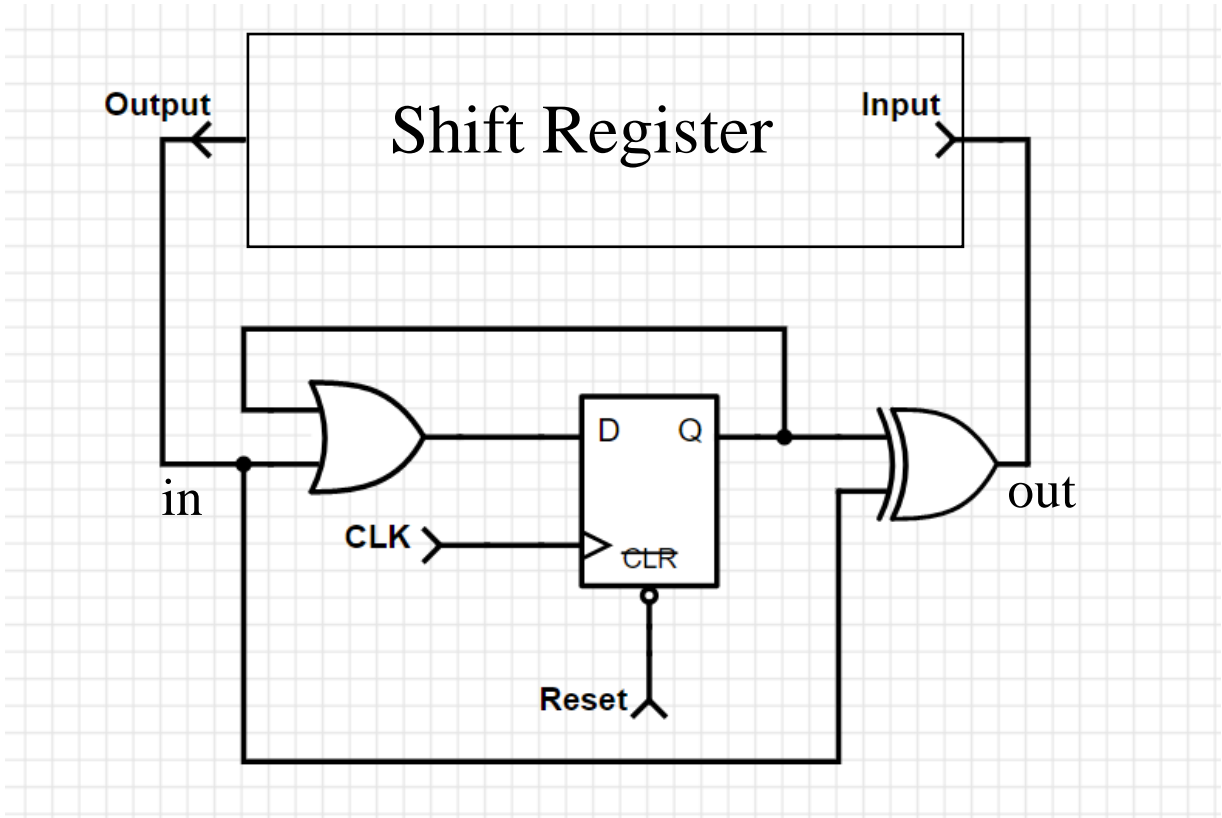 Output
Shift Register
Input
in
D
Q
out
CLK
CLR
Reset